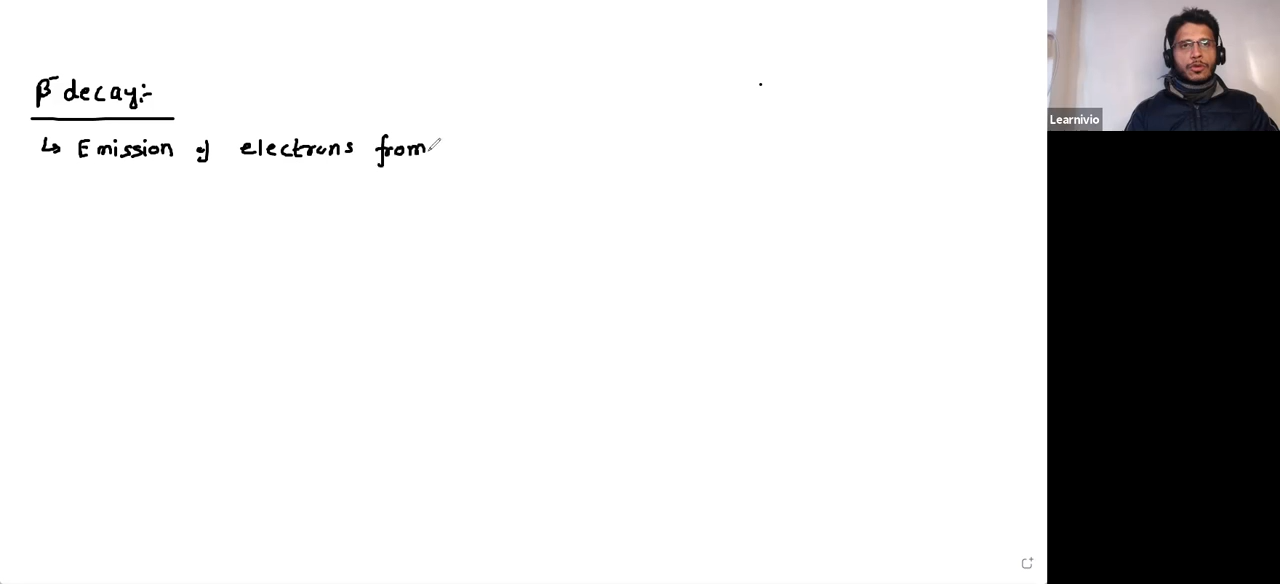 β⁻ decay:-
↳ Emission of electrons from
Learnivio